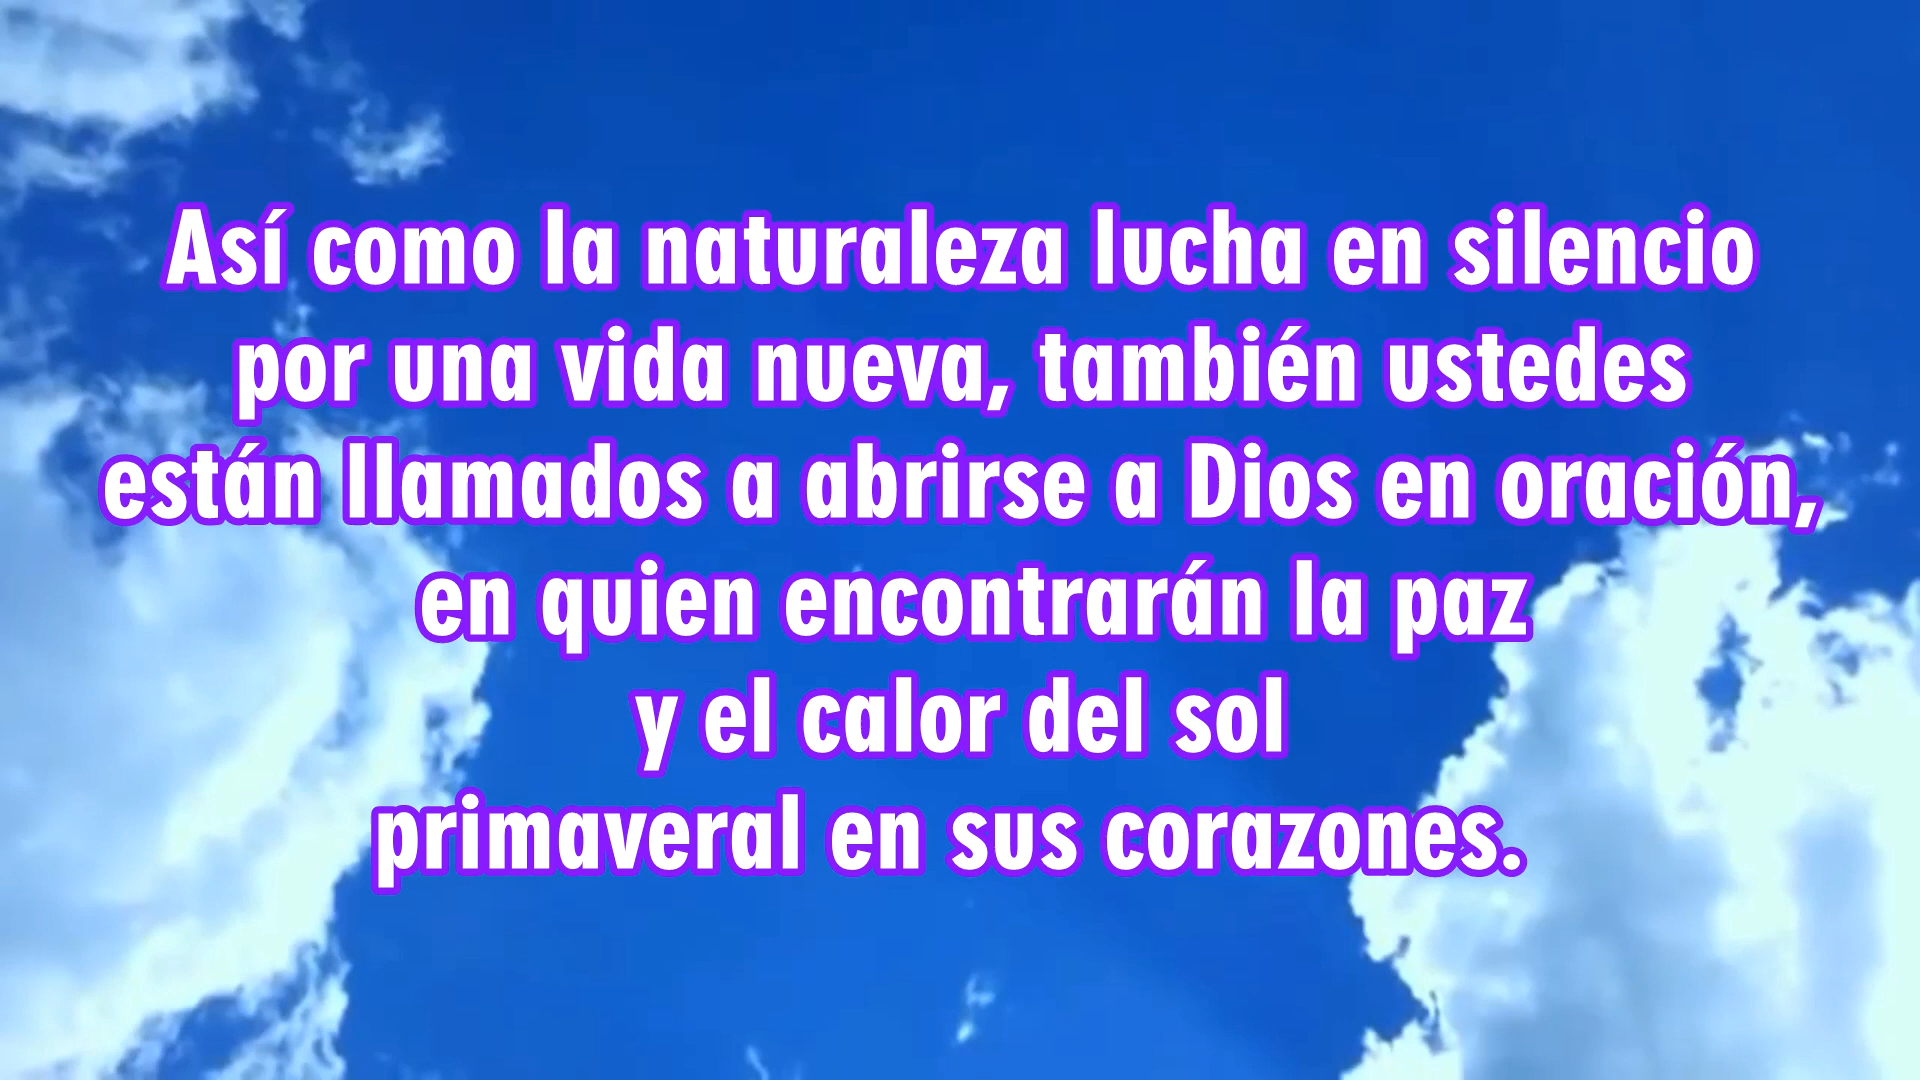 Así como la naturaleza lucha en silencio
por una vida nueva, también ustedes
están llamados a abrirse a Dios en oración,
en quien encontrarán la paz
y el calor del sol
primaveral en sus corazones.